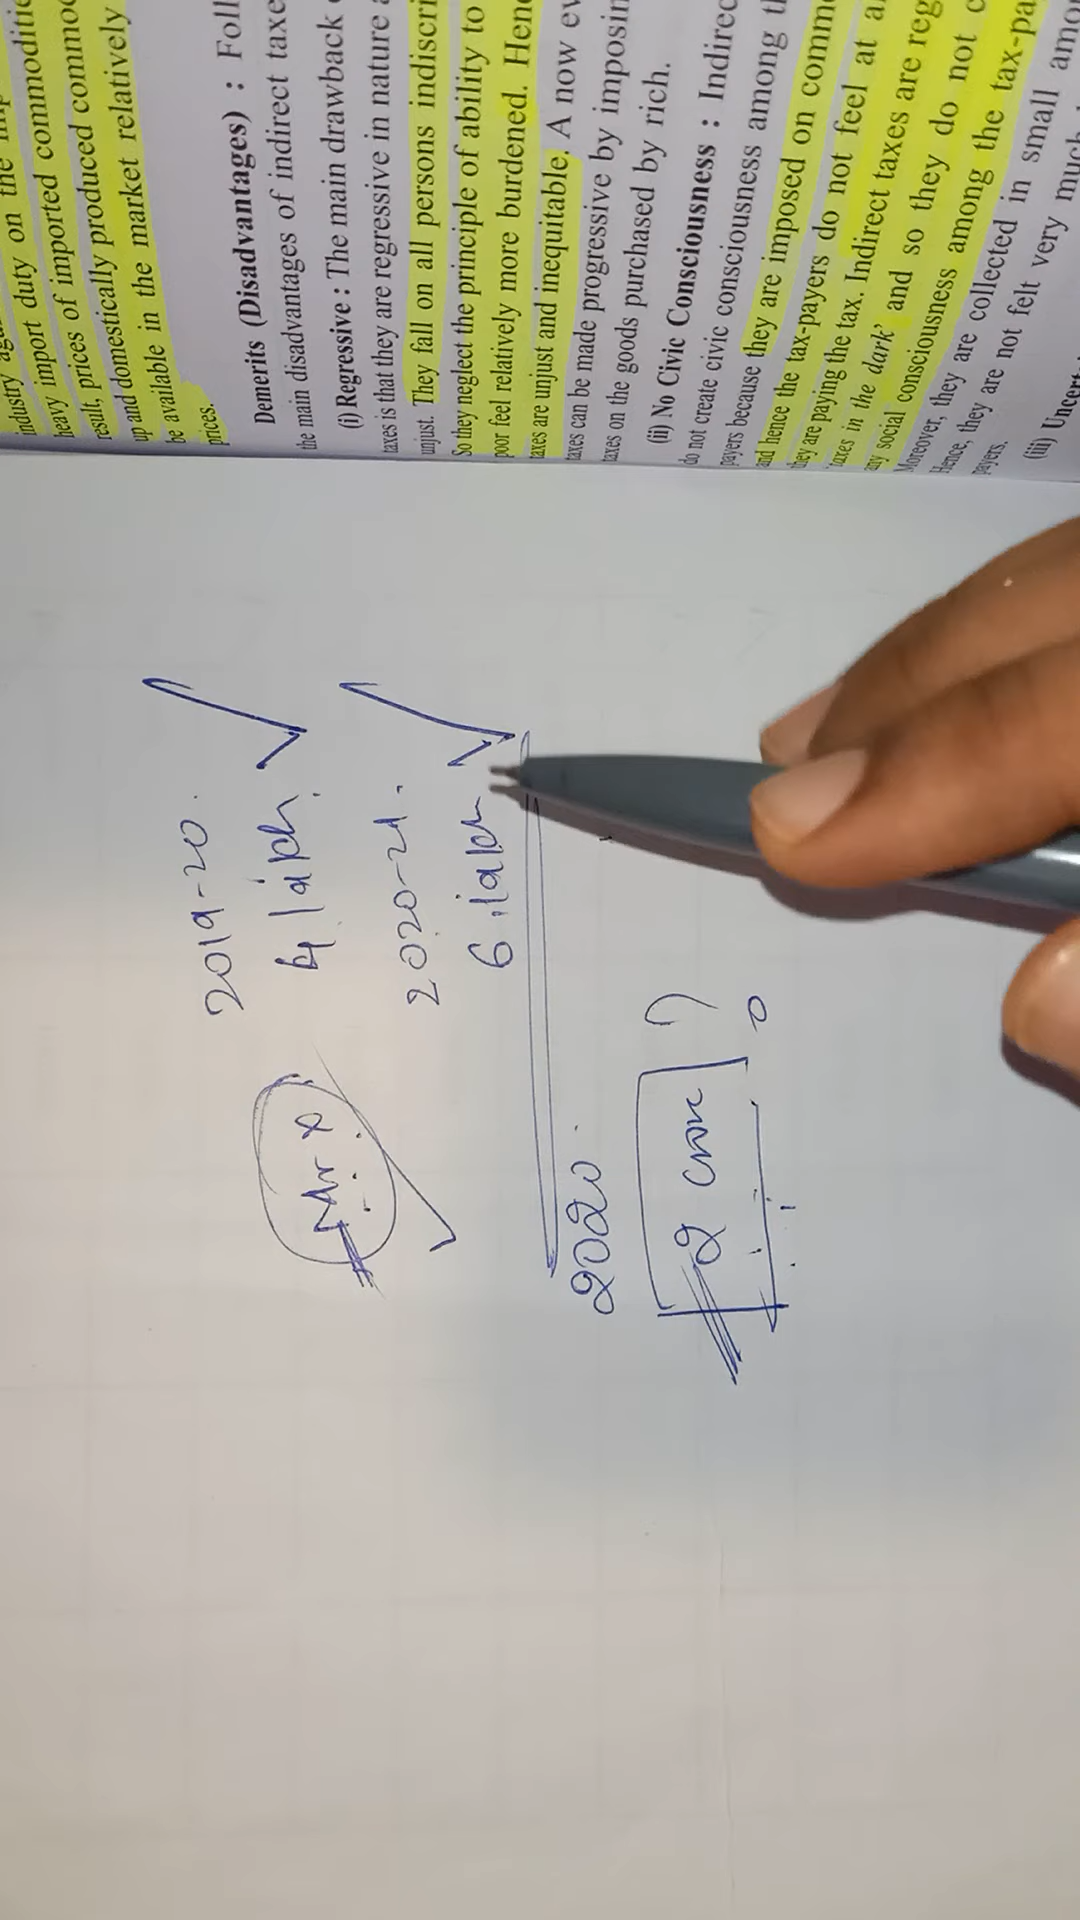 industry
duty on the
heavy import duty on imported commoditie
result, prices of imported commod
up and domestically produced commod
be available in the market relatively
prices.
Demerits (Disadvantages) : Foll
the main disadvantages of indirect taxe
(i) Regressive : The main drawback
taxes is that they are regressive in nature a
unjust. They fall on all persons indiscri
So they neglect the principle of ability to
poor feel relatively more burdened. Henc
taxes are unjust and inequitable. A now ev
taxes can be made progressive by imposin
taxes on the goods purchased by rich.
(ii) No Civic Consciousness : Indirec
do not create civic consciousness among th
payers because they are imposed on commo
and hence the tax-payers do not feel at a
they are paying the tax. Indirect taxes are reg
'taxes in the dark' and so they do not c
any social consciousness among the tax-pa
Moreover, they are collected in small amo
Hence, they are not felt very much
payers.
(iii) Uncert
2019-20.
4 lakh
Mr X
2020-21.
6 lakh
2020.
2 crore ?